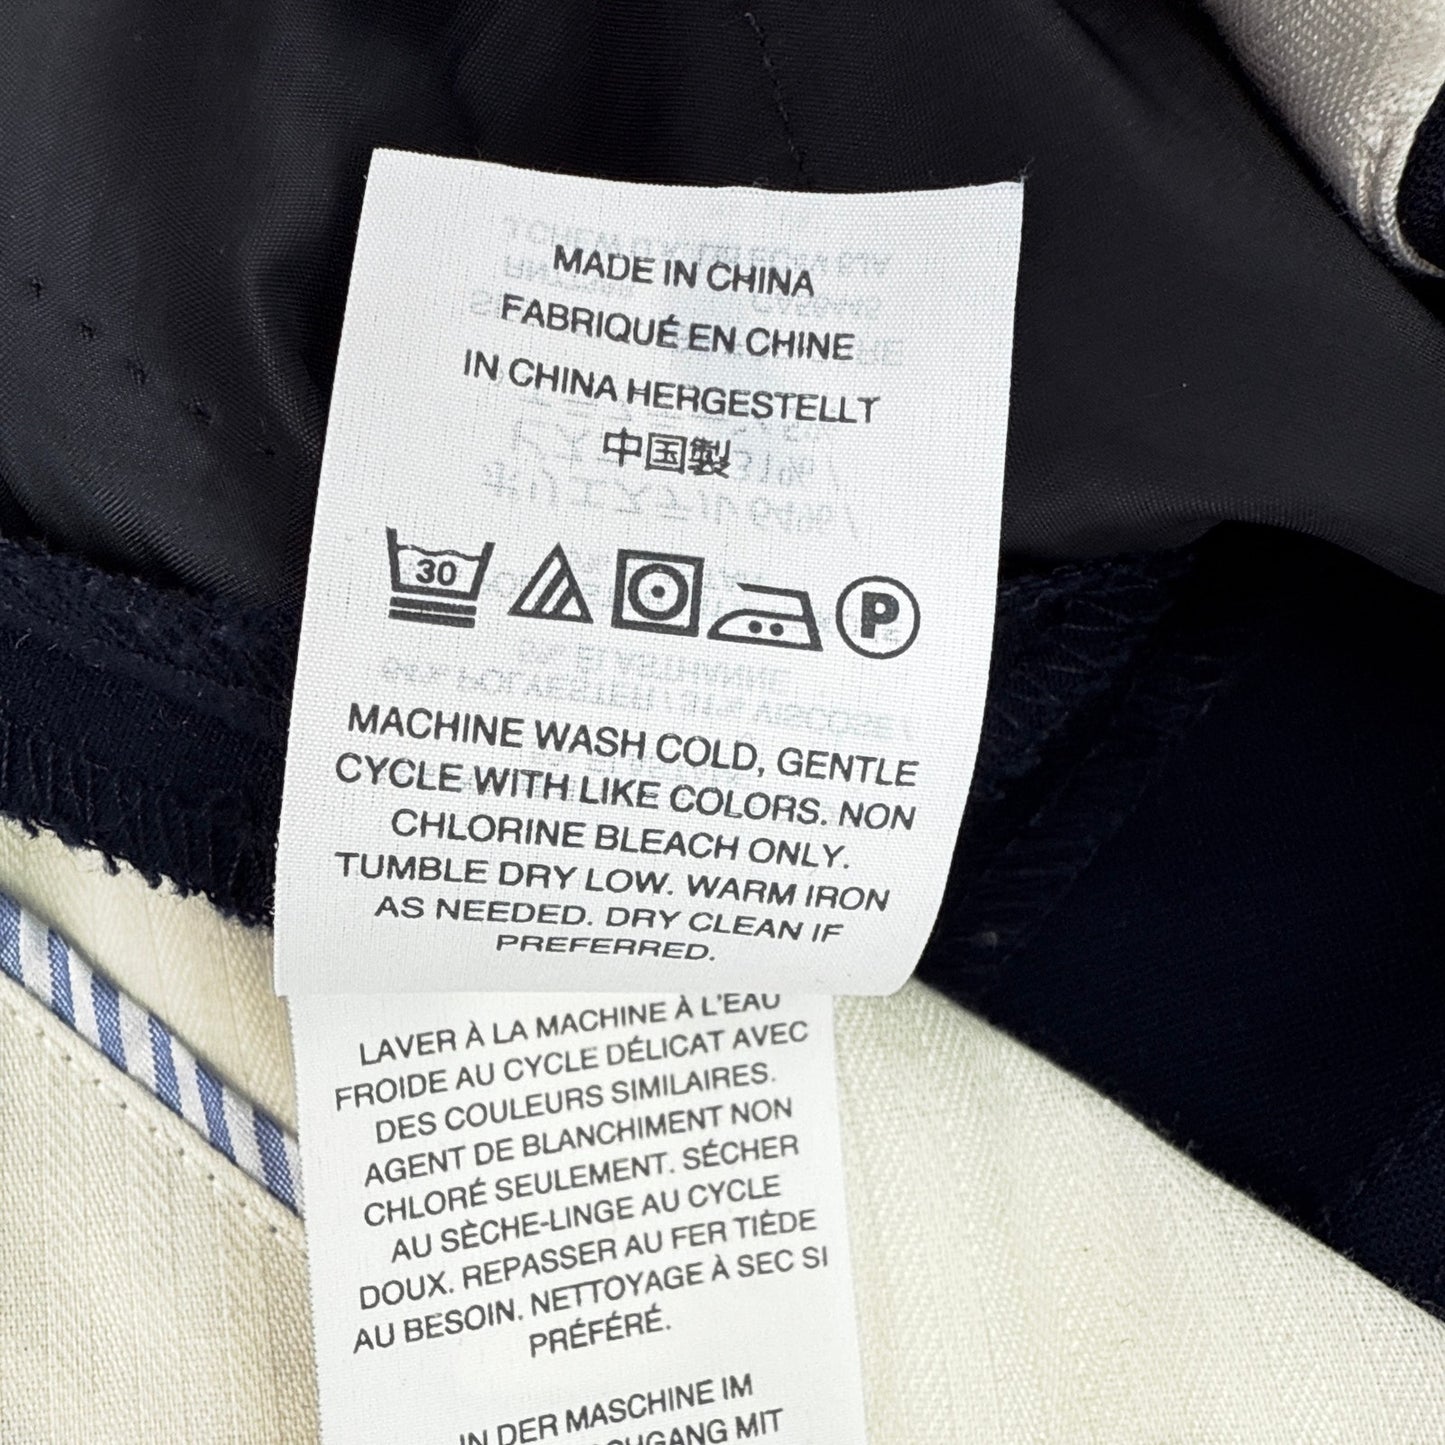 MADE IN CHINA
FABRIQUÉ EN CHINE
IN CHINA HERGESTELLT
中国製
30
P
MACHINE WASH COLD, GENTLE
CYCLE WITH LIKE COLORS. NON
CHLORINE BLEACH ONLY.
TUMBLE DRY LOW. WARM IRON
AS NEEDED. DRY CLEAN IF
PREFERRED.
LAVER À LA MACHINE À L'EAU
FROIDE AU CYCLE DÉLICAT AVEC
DES COULEURS SIMILAIRES.
AGENT DE BLANCHIMENT NON
CHLORÉ SEULEMENT. SÉCHER
AU SÈCHE-LINGE AU CYCLE
DOUX. REPASSER AU FER TIÈDE
AU BESOIN. NETTOYAGE À SEC SI
PRÉFÉRÉ.
IN DER MASCHINE IM
MIT